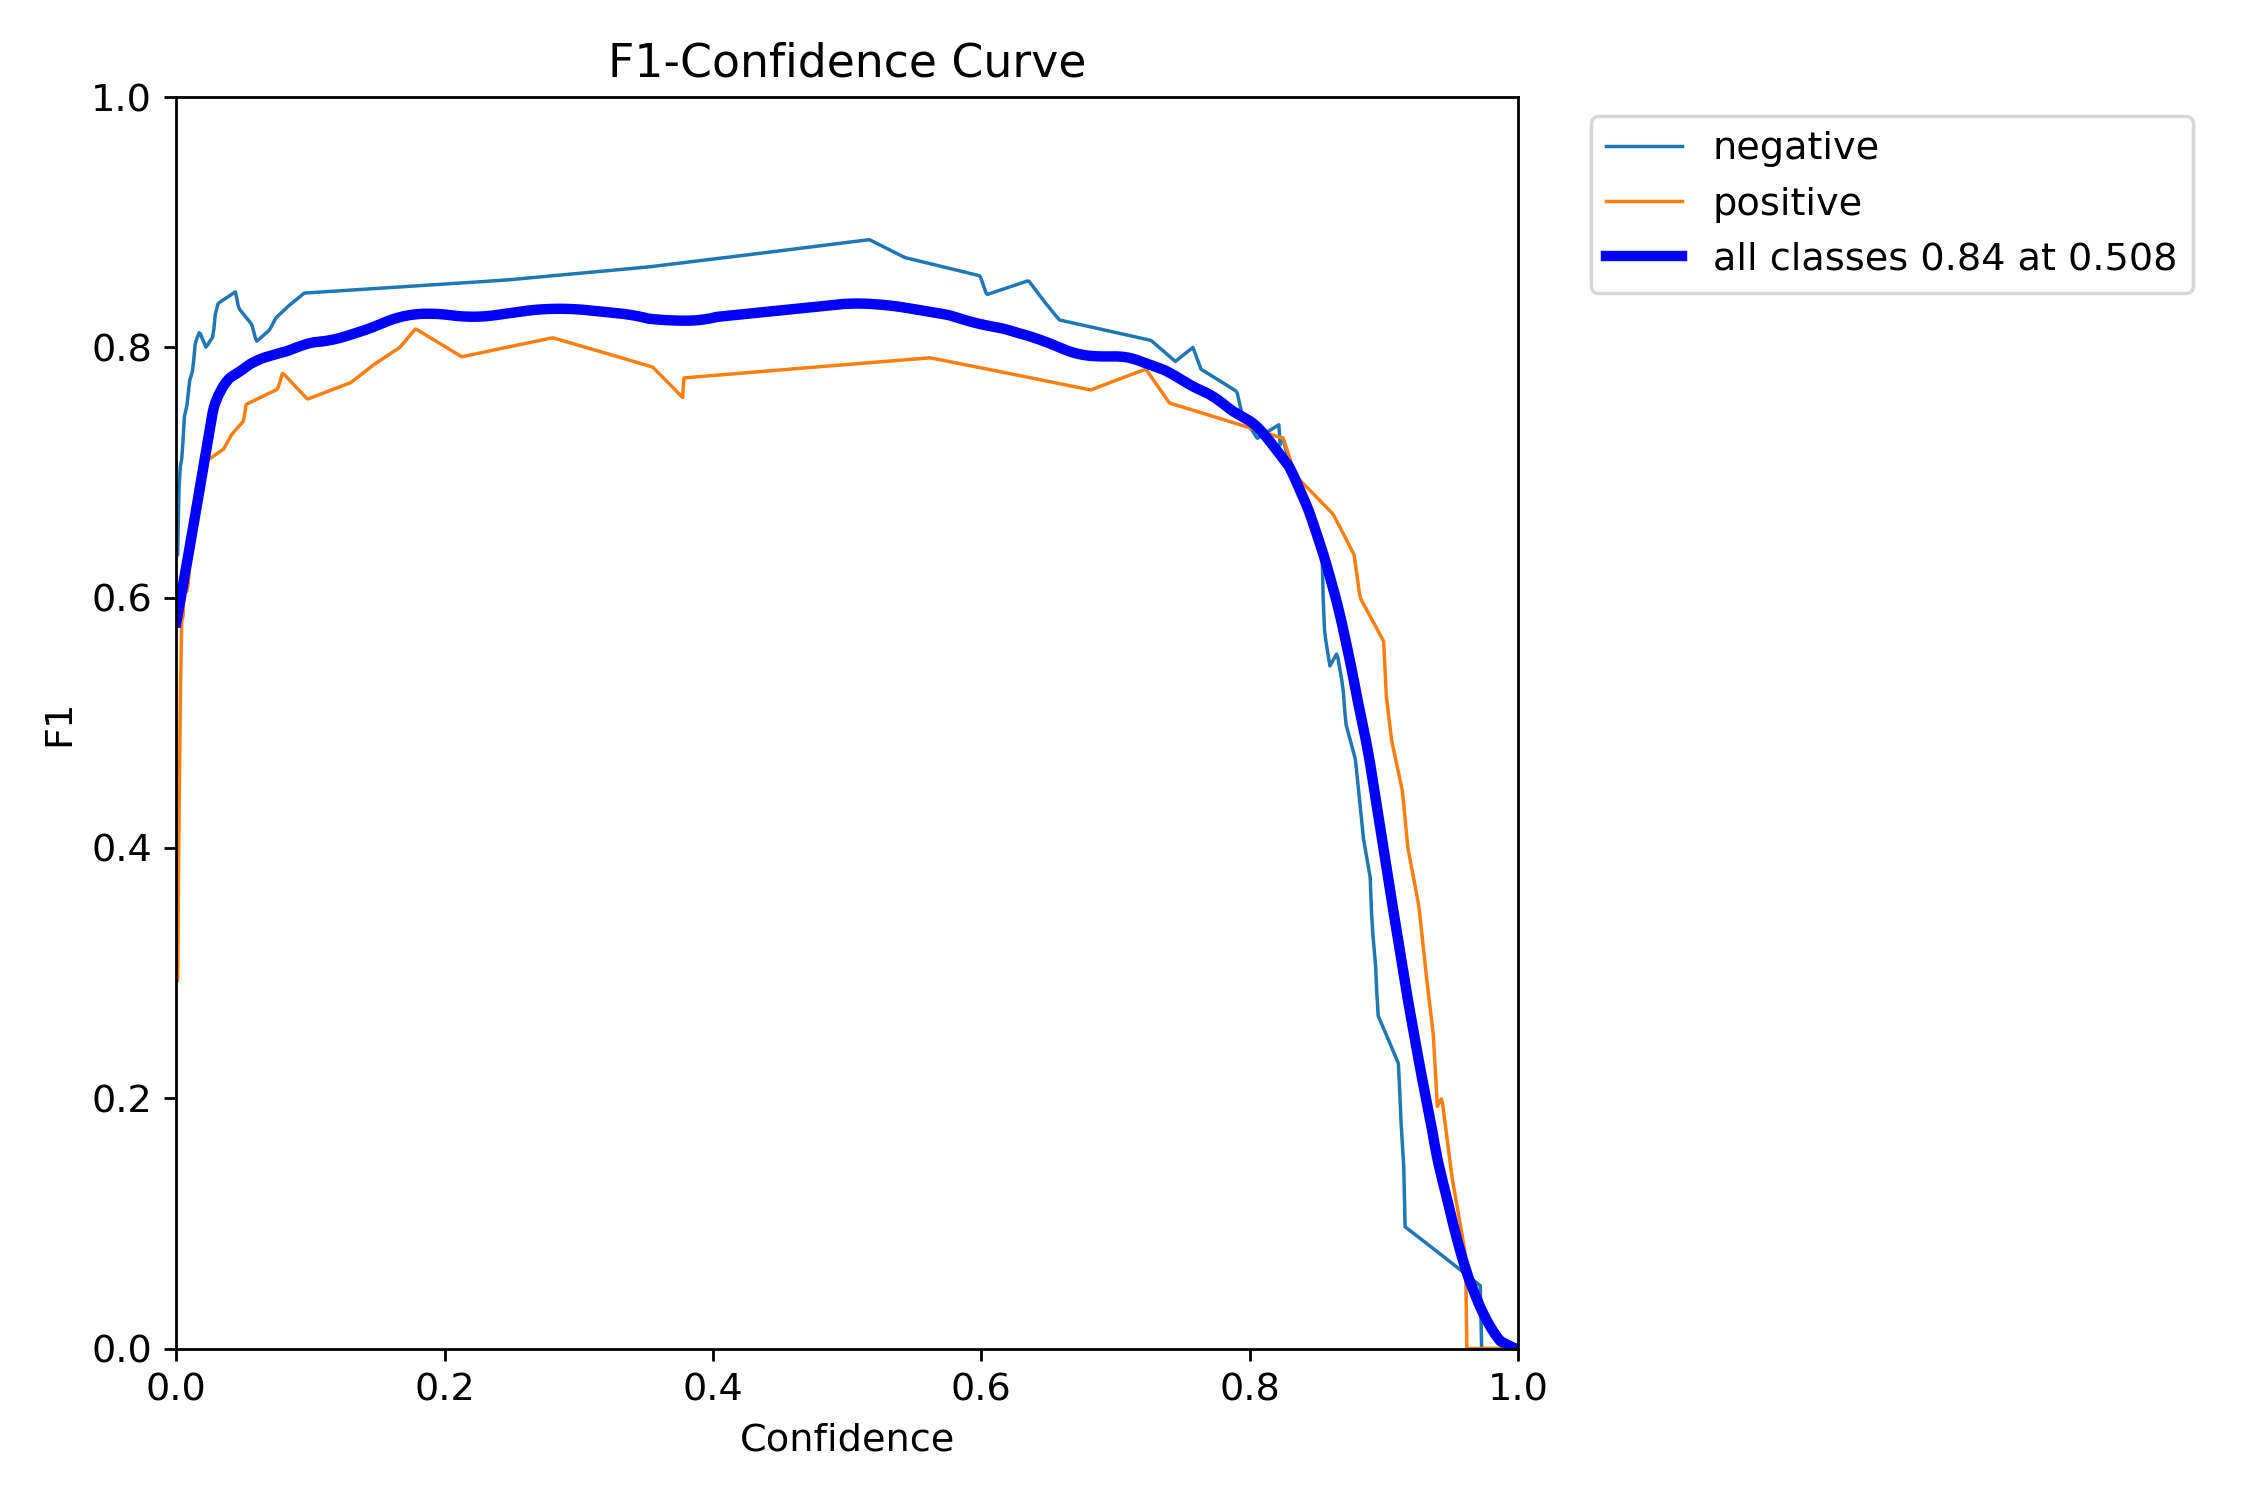 F1-Confidence Curve
1.0
0.8
0.6
0.4
0.2
0.0
F1
0.0 0.2 0.4 0.6 0.8 1.0
Confidence
negative
positive
all classes 0.84 at 0.508